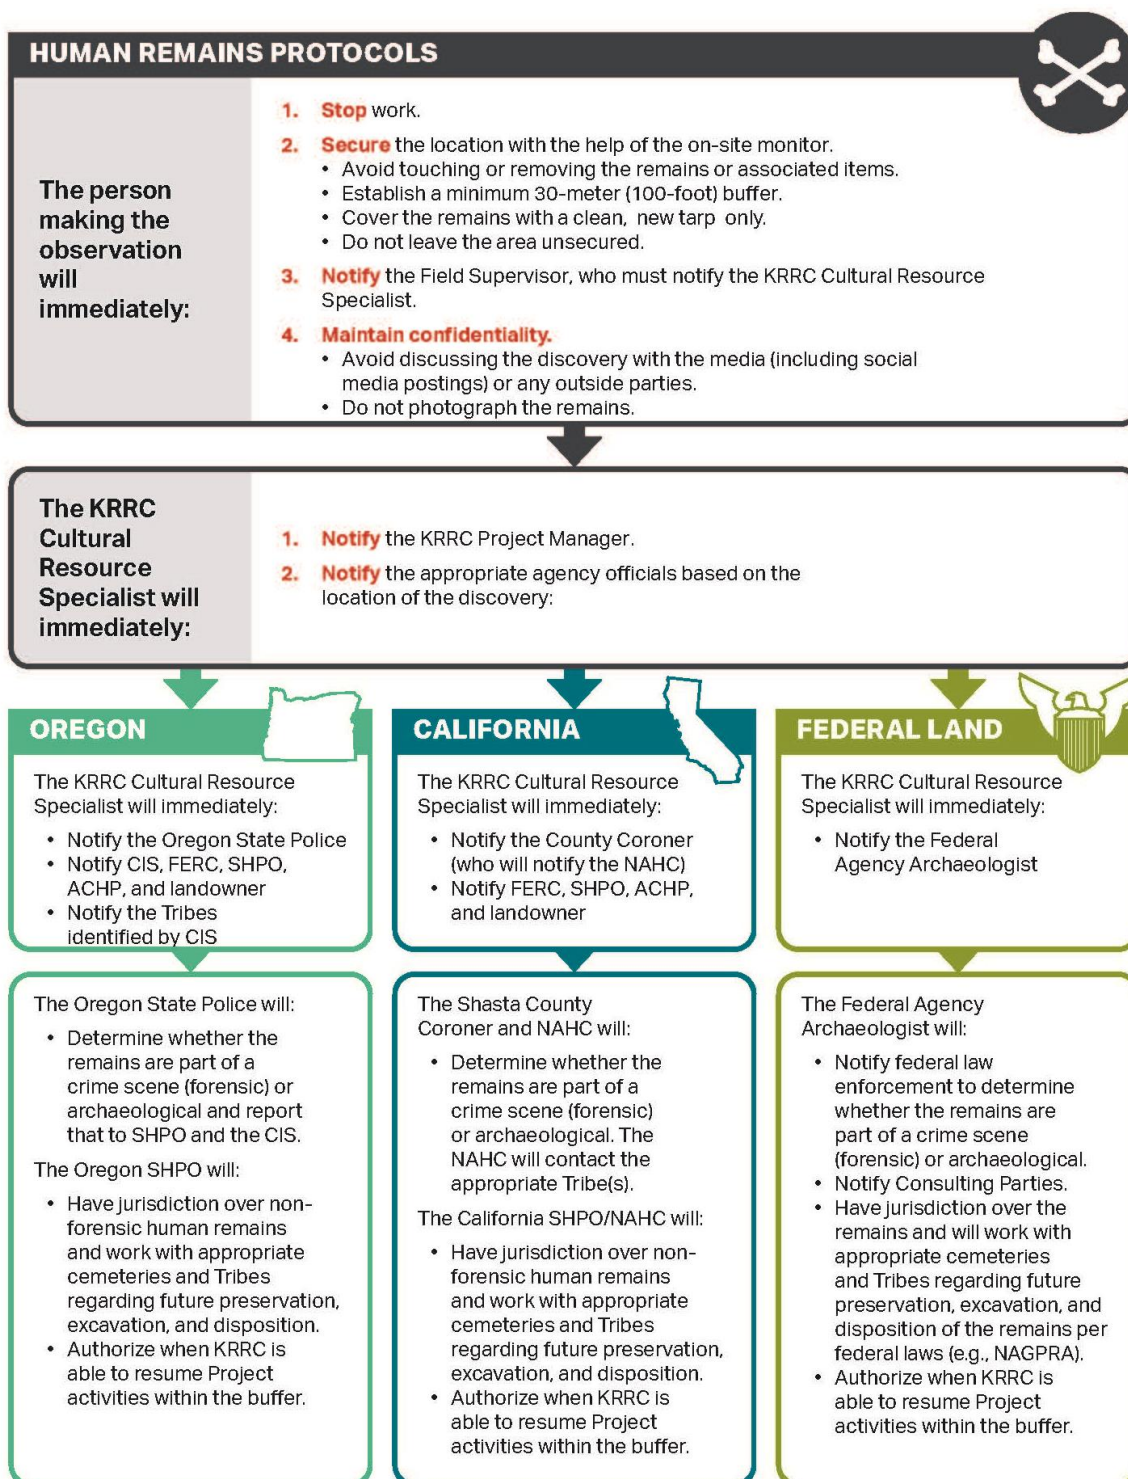 HUMAN REMAINS PROTOCOLS
The person
making the
observation
will
immediately:
1. Stop work.
2. Secure the location with the help of the on-site monitor.
• Avoid touching or removing the remains or associated items.
• Establish a minimum 30-meter (100-foot) buffer.
• Cover the remains with a clean, new tarp only.
• Do not leave the area unsecured.
3. Notify the Field Supervisor, who must notify the KRRC Cultural Resource
Specialist.
4. Maintain confidentiality.
• Avoid discussing the discovery with the media (including social
media postings) or any outside parties.
• Do not photograph the remains.
The KRRC
Cultural
Resource
Specialist will
immediately:
1. Notify the KRRC Project Manager.
2. Notify the appropriate agency officials based on the
location of the discovery:
OREGON
The KRRC Cultural Resource
Specialist will immediately:
• Notify the Oregon State Police
• Notify CIS, FERC, SHPO,
ACHP, and landowner
• Notify the Tribes
identified by CIS
The Oregon State Police will:
• Determine whether the
remains are part of a
crime scene (forensic) or
archaeological and report
that to SHPO and the CIS.
The Oregon SHPO will:
• Have jurisdiction over non-
forensic human remains
and work with appropriate
cemeteries and Tribes
regarding future preservation,
excavation, and disposition.
• Authorize when KRRC is
able to resume Project
activities within the buffer.
CALIFORNIA
The KRRC Cultural Resource
Specialist will immediately:
• Notify the County Coroner
(who will notify the NAHC)
• Notify FERC, SHPO, ACHP,
and landowner
The Shasta County
Coroner and NAHC will:
• Determine whether the
remains are part of a
crime scene (forensic)
or archaeological. The
NAHC will contact the
appropriate Tribe(s).
The California SHPO/NAHC will:
• Have jurisdiction over non-
forensic human remains
and work with appropriate
cemeteries and Tribes
regarding future preservation,
excavation, and disposition.
• Authorize when KRRC is
able to resume Project
activities within the buffer.
FEDERAL LAND
The KRRC Cultural Resource
Specialist will immediately:
• Notify the Federal
Agency Archaeologist
The Federal Agency
Archaeologist will:
• Notify federal law
enforcement to determine
whether the remains are
part of a crime scene
(forensic) or archaeological.
• Notify Consulting Parties.
• Have jurisdiction over the
remains and will work with
appropriate cemeteries
and Tribes regarding future
preservation, excavation, and
disposition of the remains per
federal laws (e.g., NAGPRA).
• Authorize when KRRC is
able to resume Project
activities within the buffer.